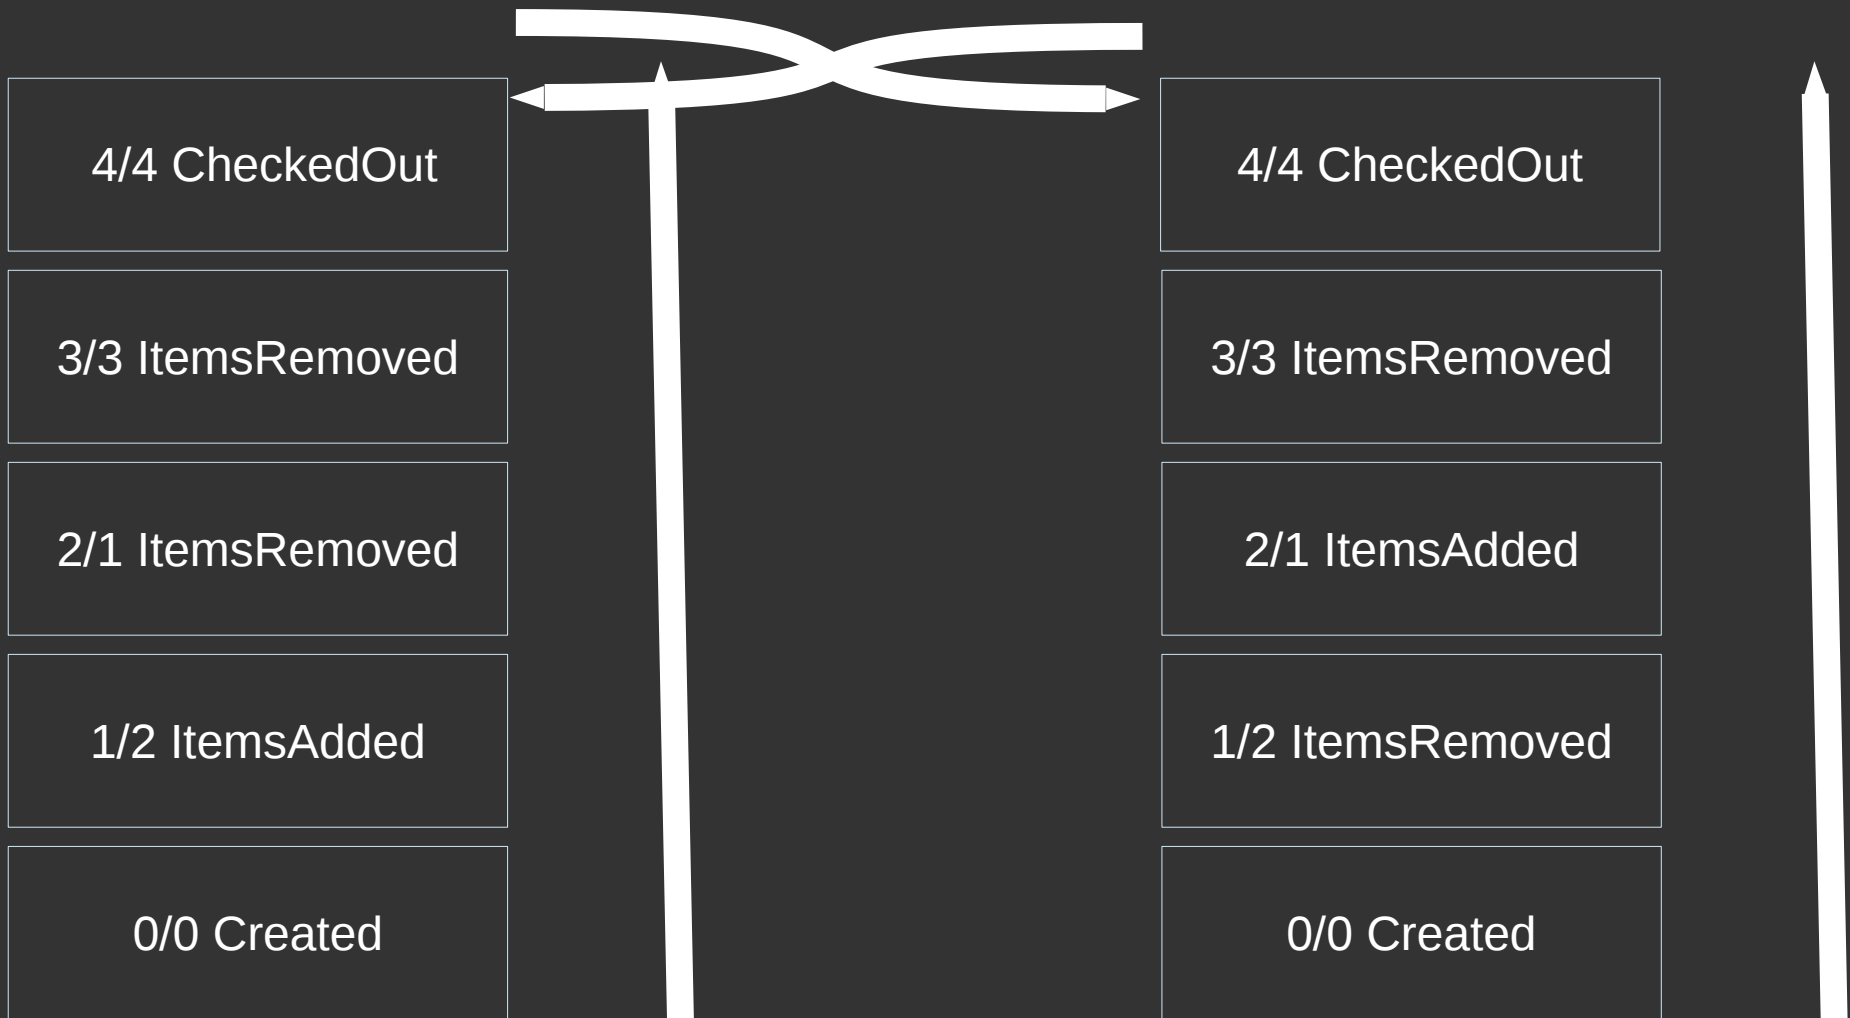 4/4 CheckedOut
3/3 ItemsRemoved
2/1 ItemsRemoved
1/2 ItemsAdded
0/0 Created
4/4 CheckedOut
3/3 ItemsRemoved
2/1 ItemsAdded
1/2 ItemsRemoved
0/0 Created